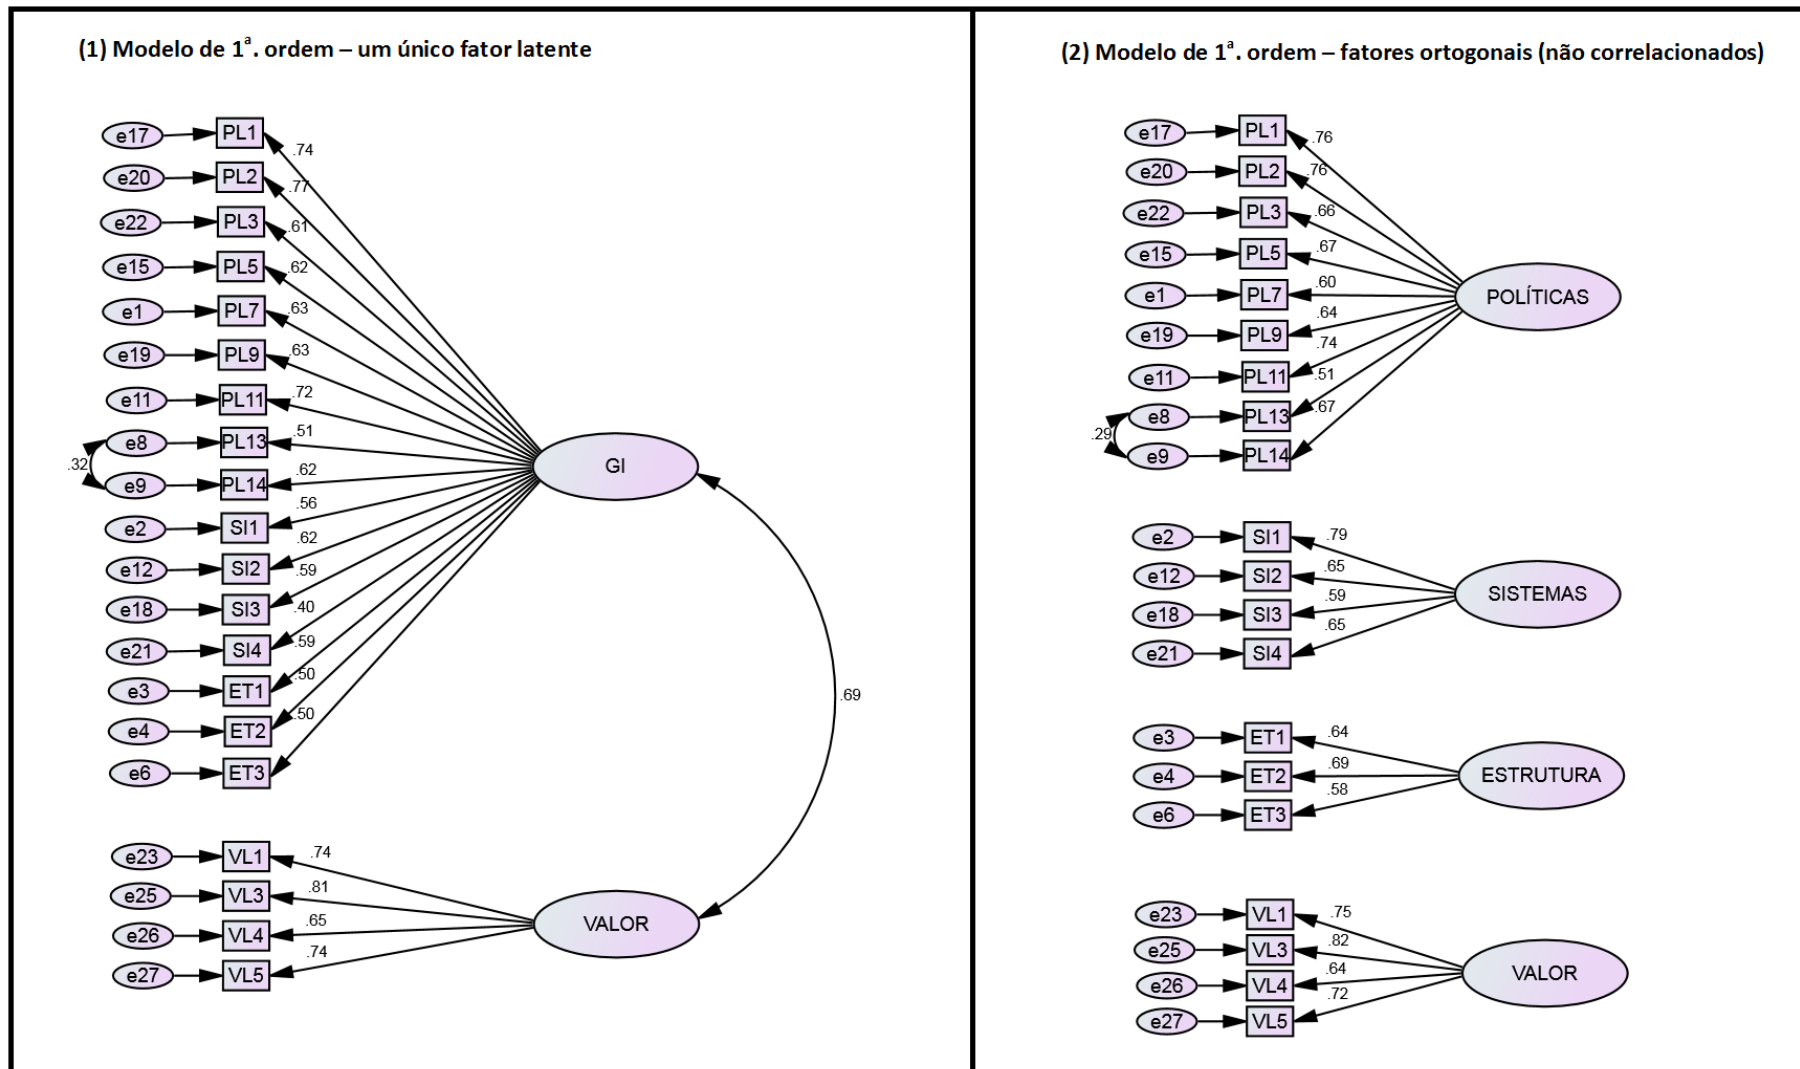 (1) Modelo de 1ª. ordem – um único fator latente
e17 PL1 .74
e20 PL2 .77
e22 PL3 .61
e15 PL5 .62
e1 PL7 .63
e19 PL9 .63
e11 PL11 .72
e8 PL13 .51
.32
e9 PL14 .62
GI
e2 SI1 .56
e12 SI2 .62
e18 SI3 .59
e21 SI4 .40
e3 ET1 .59
e4 ET2 .50
e6 ET3 .50
.69
e23 VL1 .74
e25 VL3 .81
e26 VL4 .65
e27 VL5 .74
VALOR
(2) Modelo de 1ª. ordem – fatores ortogonais (não correlacionados)
e17 PL1 .76
e20 PL2 .76
e22 PL3 .66
e15 PL5 .67
e1 PL7 .60
e19 PL9 .64
e11 PL11 .74
e8 PL13 .51
.29
e9 PL14 .67
POLÍTICAS
e2 SI1 .79
e12 SI2 .65
e18 SI3 .59
e21 SI4 .65
SISTEMAS
e3 ET1 .64
e4 ET2 .69
e6 ET3 .58
ESTRUTURA
e23 VL1 .75
e25 VL3 .82
e26 VL4 .64
e27 VL5 .72
VALOR